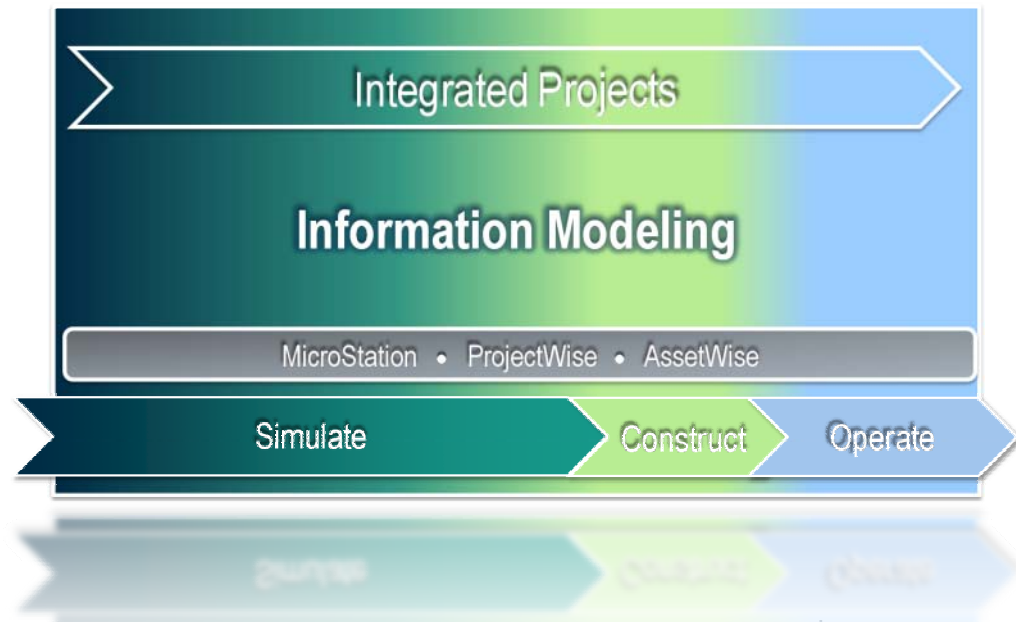 Integrated Projects
Information Modeling
MicroStation • ProjectWise • AssetWise
Simulate Construct Operate